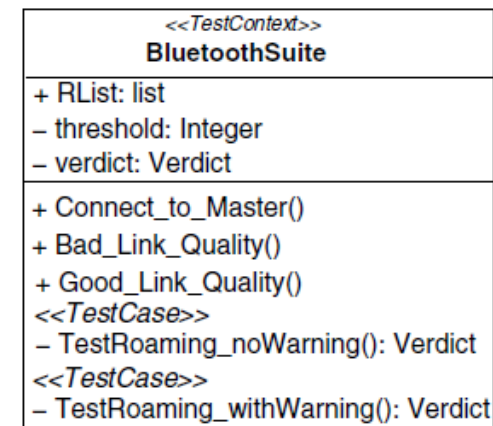 <<TestContext>>
BluetoothSuite
+ RList: list
– threshold: Integer
– verdict: Verdict
+ Connect_to_Master()
+ Bad_Link_Quality()
+ Good_Link_Quality()
<<TestCase>>
– TestRoaming_noWarning(): Verdict
<<TestCase>>
– TestRoaming_withWarning(): Verdict